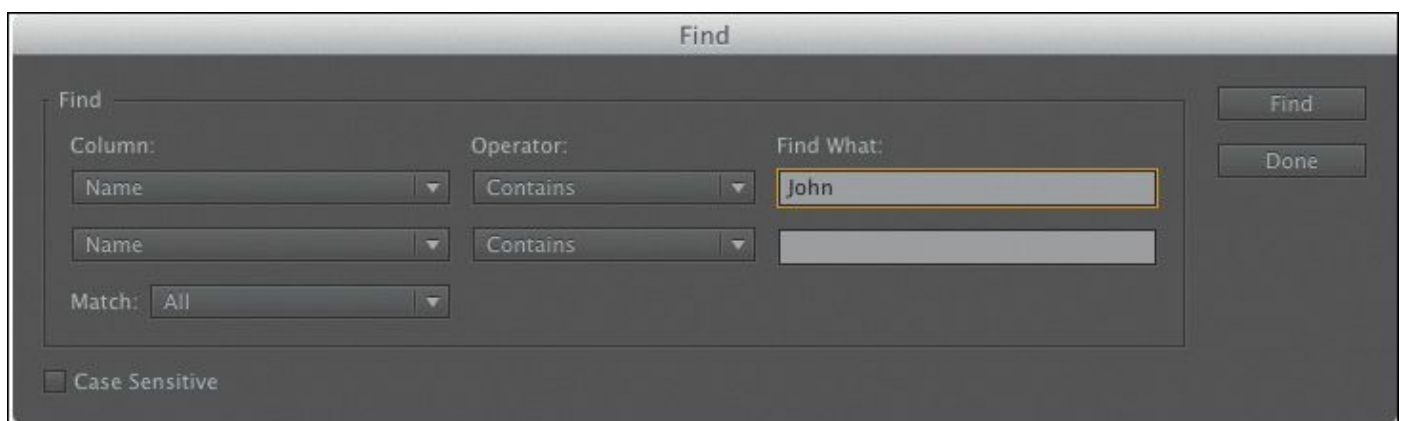 Find
Find
Column: Operator: Find What:
Name Contains John
Name Contains
Match: All
Case Sensitive
Find
Done